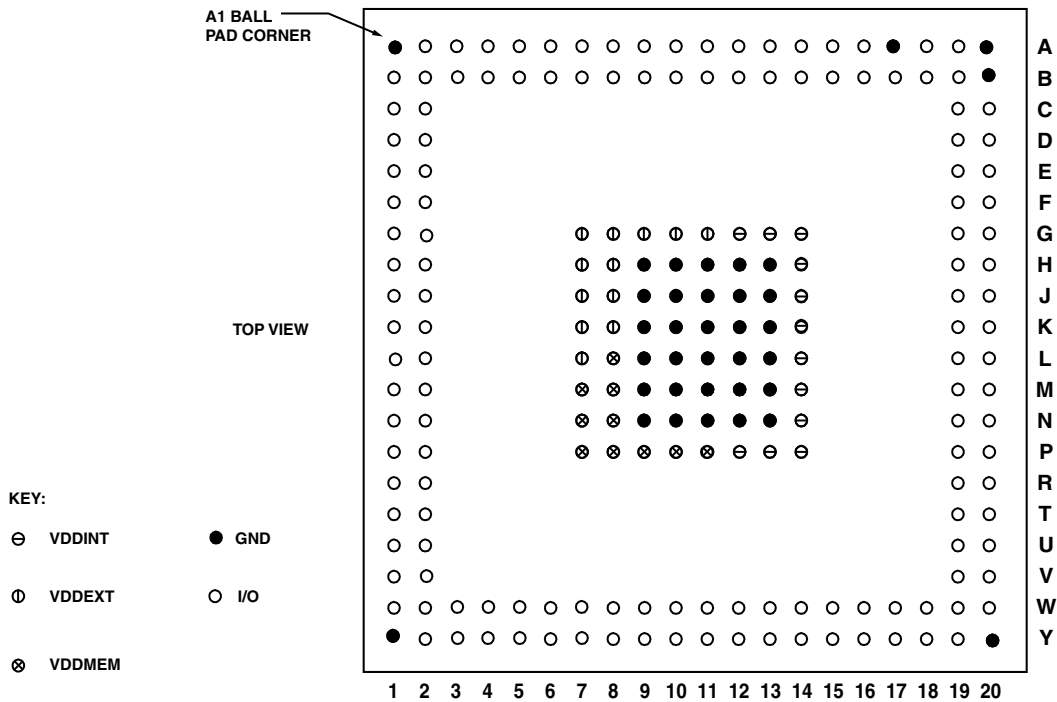 A1 BALL
PAD CORNER
A
B
C
D
E
F
G
H
J
K
TOP VIEW
L
M
N
P
R
KEY:
T
VDDINT GND
U
V
VDDEXT I/O
W
Y
VDDMEM
1 2 3 4 5 6 7 8 9 10 11 12 13 14 15 16 17 18 19 20